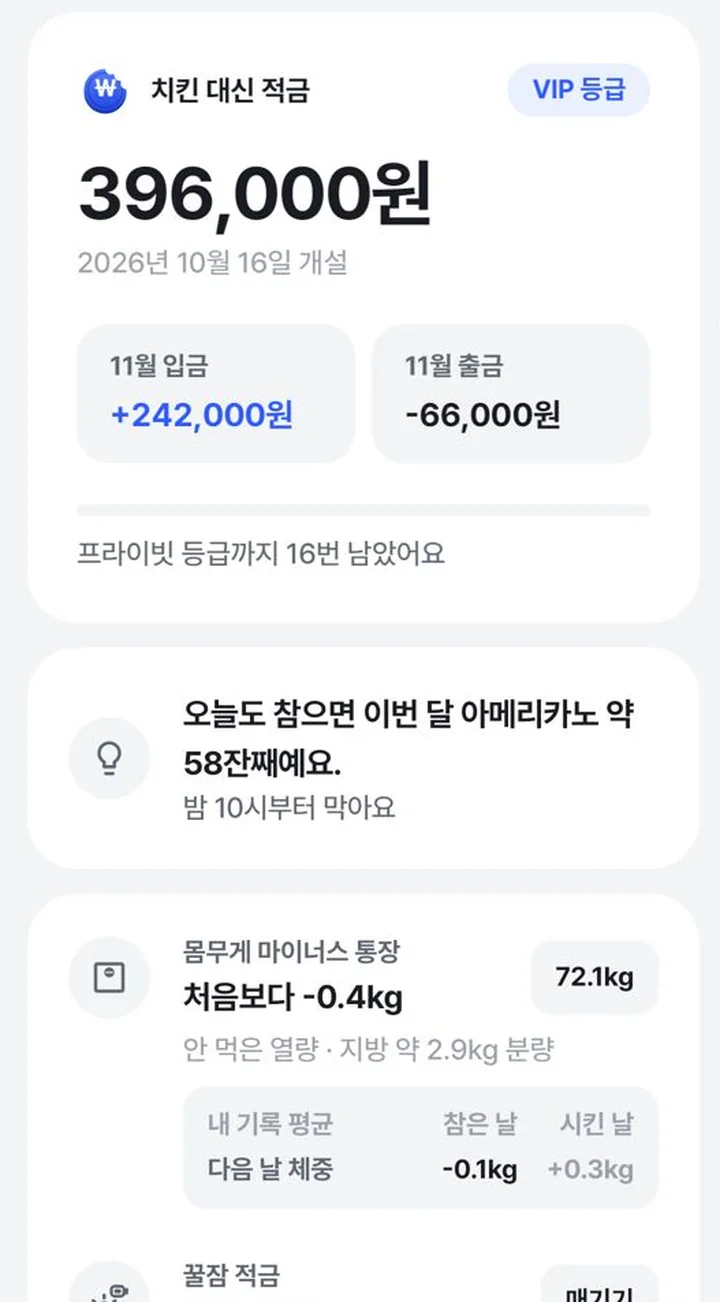 치킨 대신 적금
VIP 등급
396,000원
2026년 10월 16일 개설
11월 입금
+242,000원
11월 출금
-66,000원
프라이빗 등급까지 16번 남았어요
오늘도 참으면 이번 달 아메리카노 약
58잔째예요.
밤 10시부터 막아요
몸무게 마이너스 통장
처음보다 -0.4kg
72.1kg
안 먹은 열량 · 지방 약 2.9kg 분량
내 기록 평균 참은 날 시킨 날
다음 날 체중 -0.1kg +0.3kg
꿀잠 적금
매기기